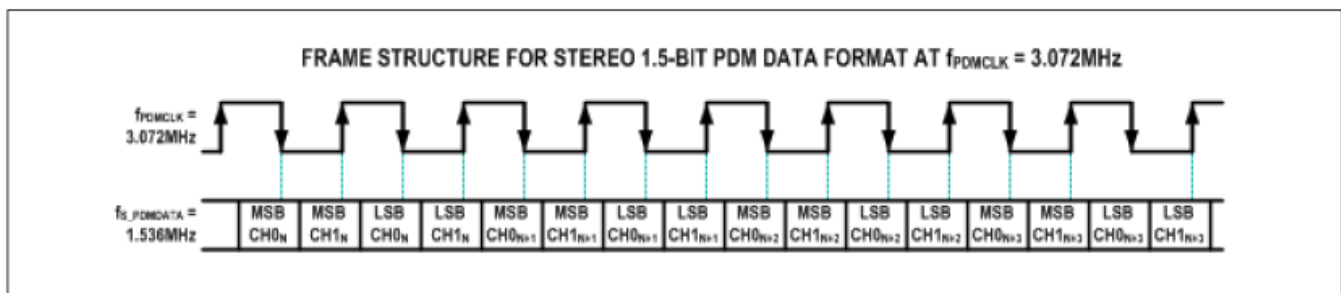 FRAME STRUCTURE FOR STEREO 1.5-BIT PDM DATA FORMAT AT fPDMCLK = 3.072MHz
fPDMCLK =
3.072MHz
fS_PDMDATA =
1.536MHz
MSB MSB LSB LSB MSB MSB LSB LSB MSB MSB LSB LSB MSB MSB LSB LSB
CH0N CH1N CH0N CH1N CH0N+1 CH1N+1 CH0N+1 CH1N+1 CH0N+2 CH1N+2 CH0N+2 CH1N+2 CH0N+3 CH1N+3 CH0N+3 CH1N+3